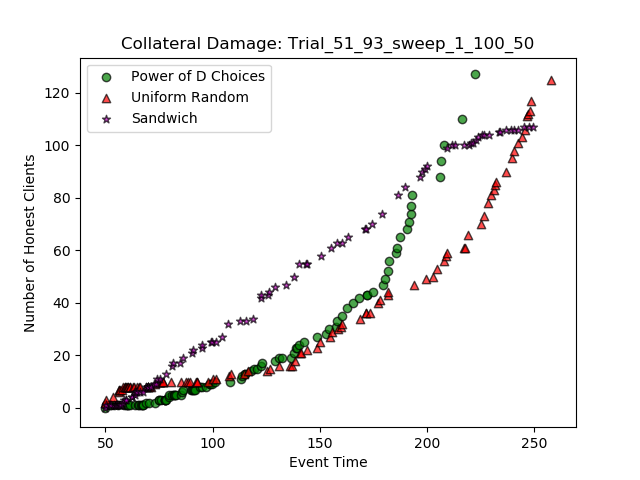 Collateral Damage: Trial_51_93_sweep_1_100_50
Power of D Choices
Uniform Random
Sandwich
Number of Honest Clients
120
100
80
60
40
20
0
50
100
150
200
250
Event Time